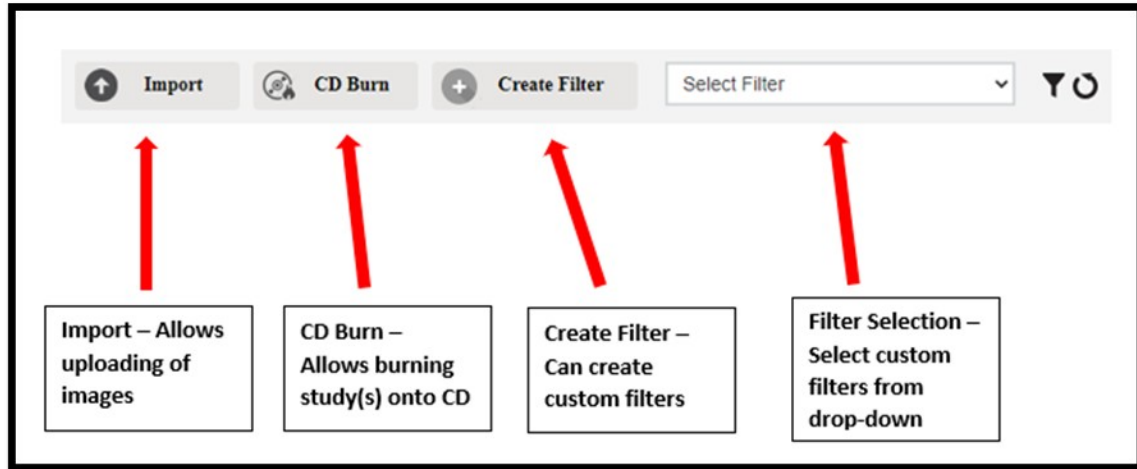 Import
CD Burn
Create Filter
Select Filter
Import – Allows
uploading of
images
CD Burn –
Allows burning
study(s) onto CD
Create Filter –
Can create
custom filters
Filter Selection –
Select custom
filters from
drop-down